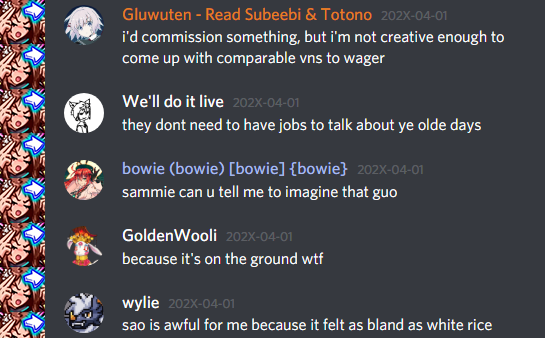 Gluwuten - Read Subeebi & Totono 202X-04-01
i'd commission something, but i'm not creative enough to
come up with comparable vns to wager
We'll do it live 202X-04-01
they dont need to have jobs to talk about ye olde days
bowie (bowie) [bowie] {bowie} 202X-04-01
sammie can u tell me to imagine that guo
GoldenWooli 202X-04-01
because it's on the ground wtf
wylie 202X-04-01
sao is awful for me because it felt as bland as white rice